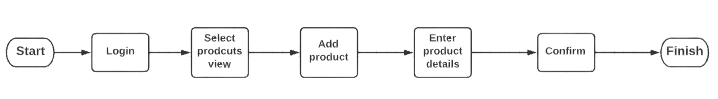 Start
Login
Select
prodcuts
view
Add
product
Enter
product
details
Confirm
Finish